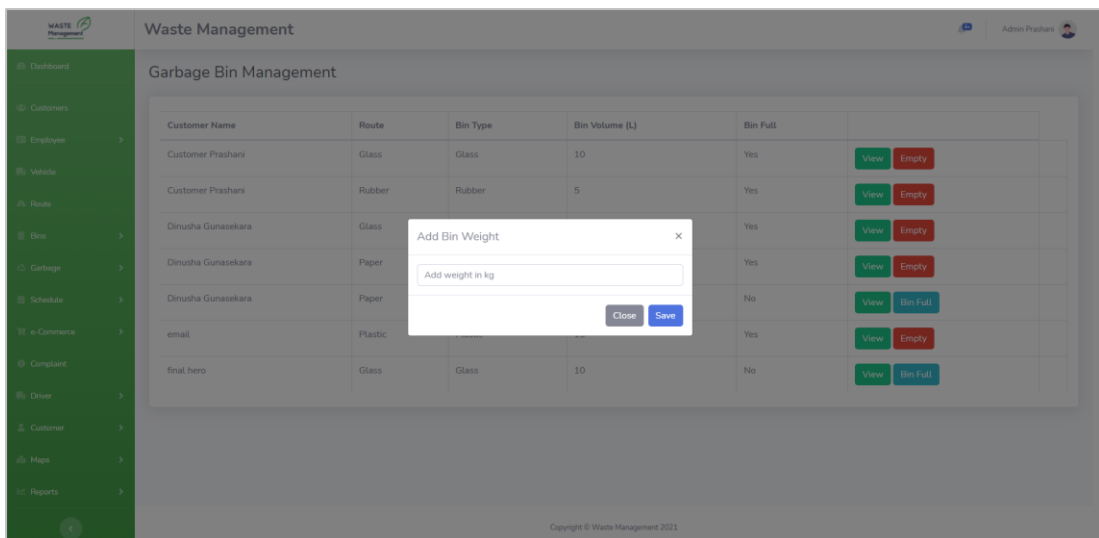 WASTE
Management
Waste Management
Admin Prashani
Dashboard
Customers
Employee
Vehicle
Route
Bins
Garbage
Schedule
e-Commerce
Complaint
Driver
Customer
Maps
Reports
Garbage Bin Management
Customer Name Route Bin Type Bin Volume (L) Bin Full
Customer Prashani Glass Glass 10 Yes View Empty
Customer Prashani Rubber Rubber 5 Yes View Empty
Dinusha Gunasekara Glass Yes View Empty
Dinusha Gunasekara Paper Yes View Empty
Dinusha Gunasekara Paper No View Bin Full
email Plastic Yes View Empty
final hero Glass Glass 10 No View Bin Full
Add Bin Weight ×
Add weight in kg
Close Save
Copyright © Waste Management 2021